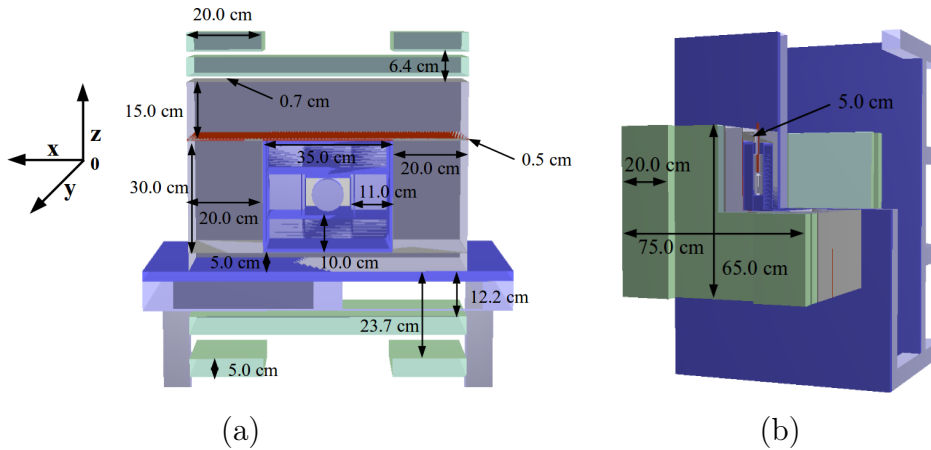 20.0 cm
6.4 cm
0.7 cm
15.0 cm
z
x
0
y
35.0 cm
20.0 cm
0.5 cm
30.0 cm
11.0 cm
20.0 cm
5.0 cm
10.0 cm
12.2 cm
23.7 cm
5.0 cm
(a)
5.0 cm
20.0 cm
75.0 cm
65.0 cm
(b)